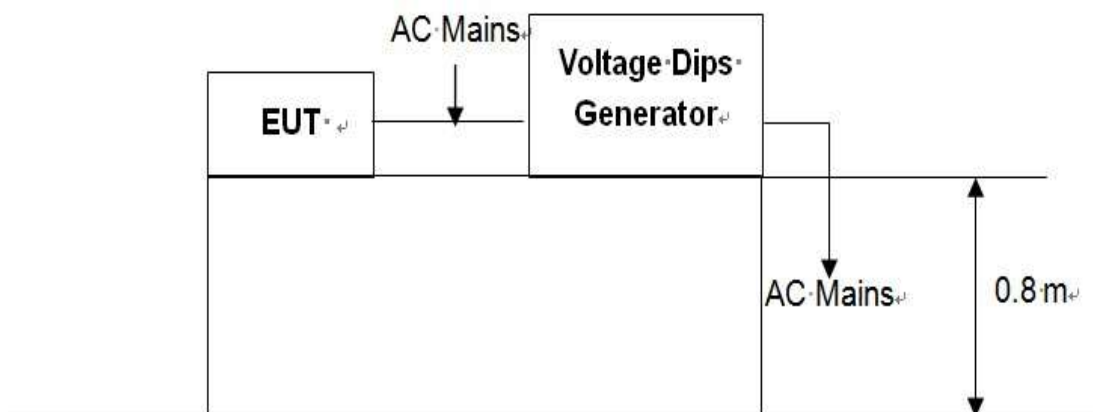 AC Mains
Voltage Dips
Generator
EUT
AC Mains
0.8 m